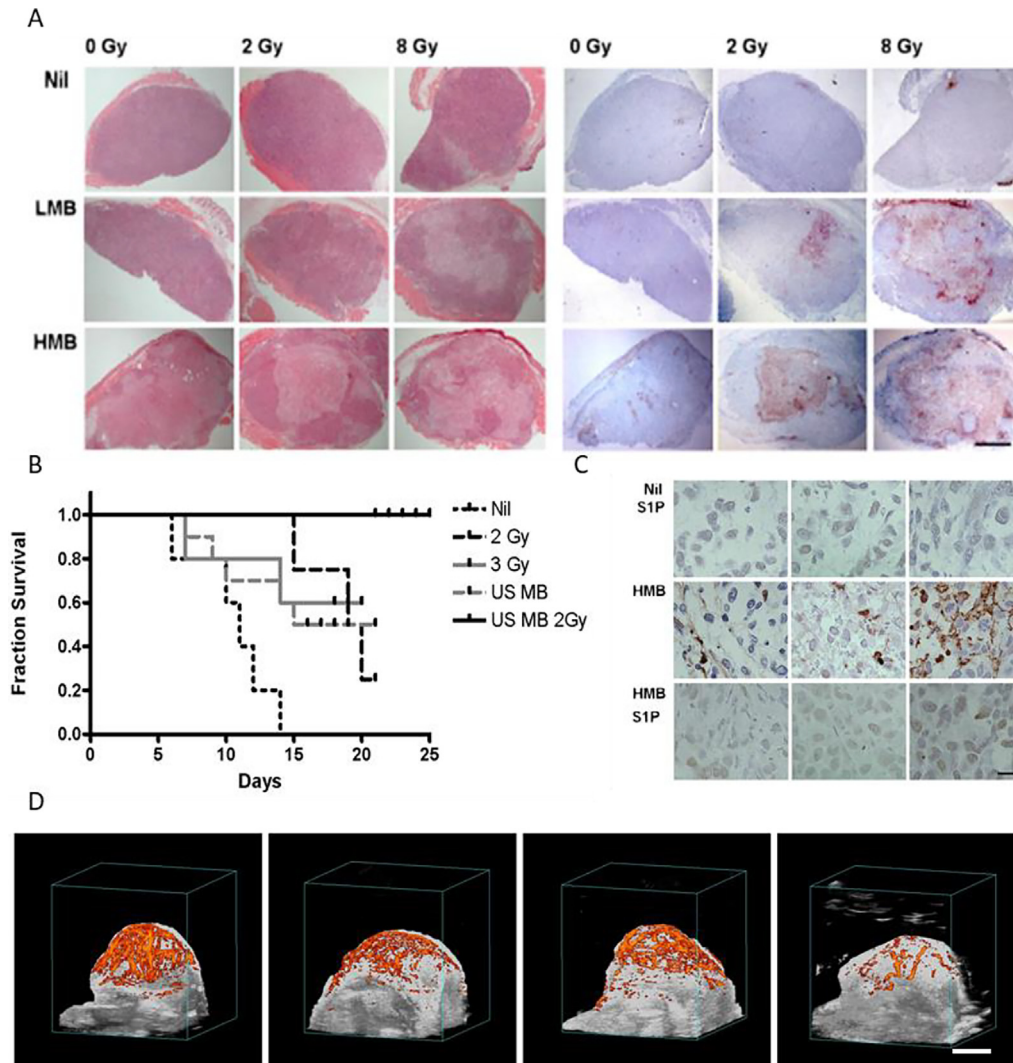 A
0 Gy 2 Gy 8 Gy 0 Gy 2 Gy 8 Gy
Nil
LMB
HMB
B
Fraction Survival
1.0
0.8
0.6
0.4
0.2
0.0
0 5 10 15 20 25
Days
Nil
2 Gy
3 Gy
US MB
US MB 2Gy
C
Nil
S1P
HMB
HMB
S1P
D